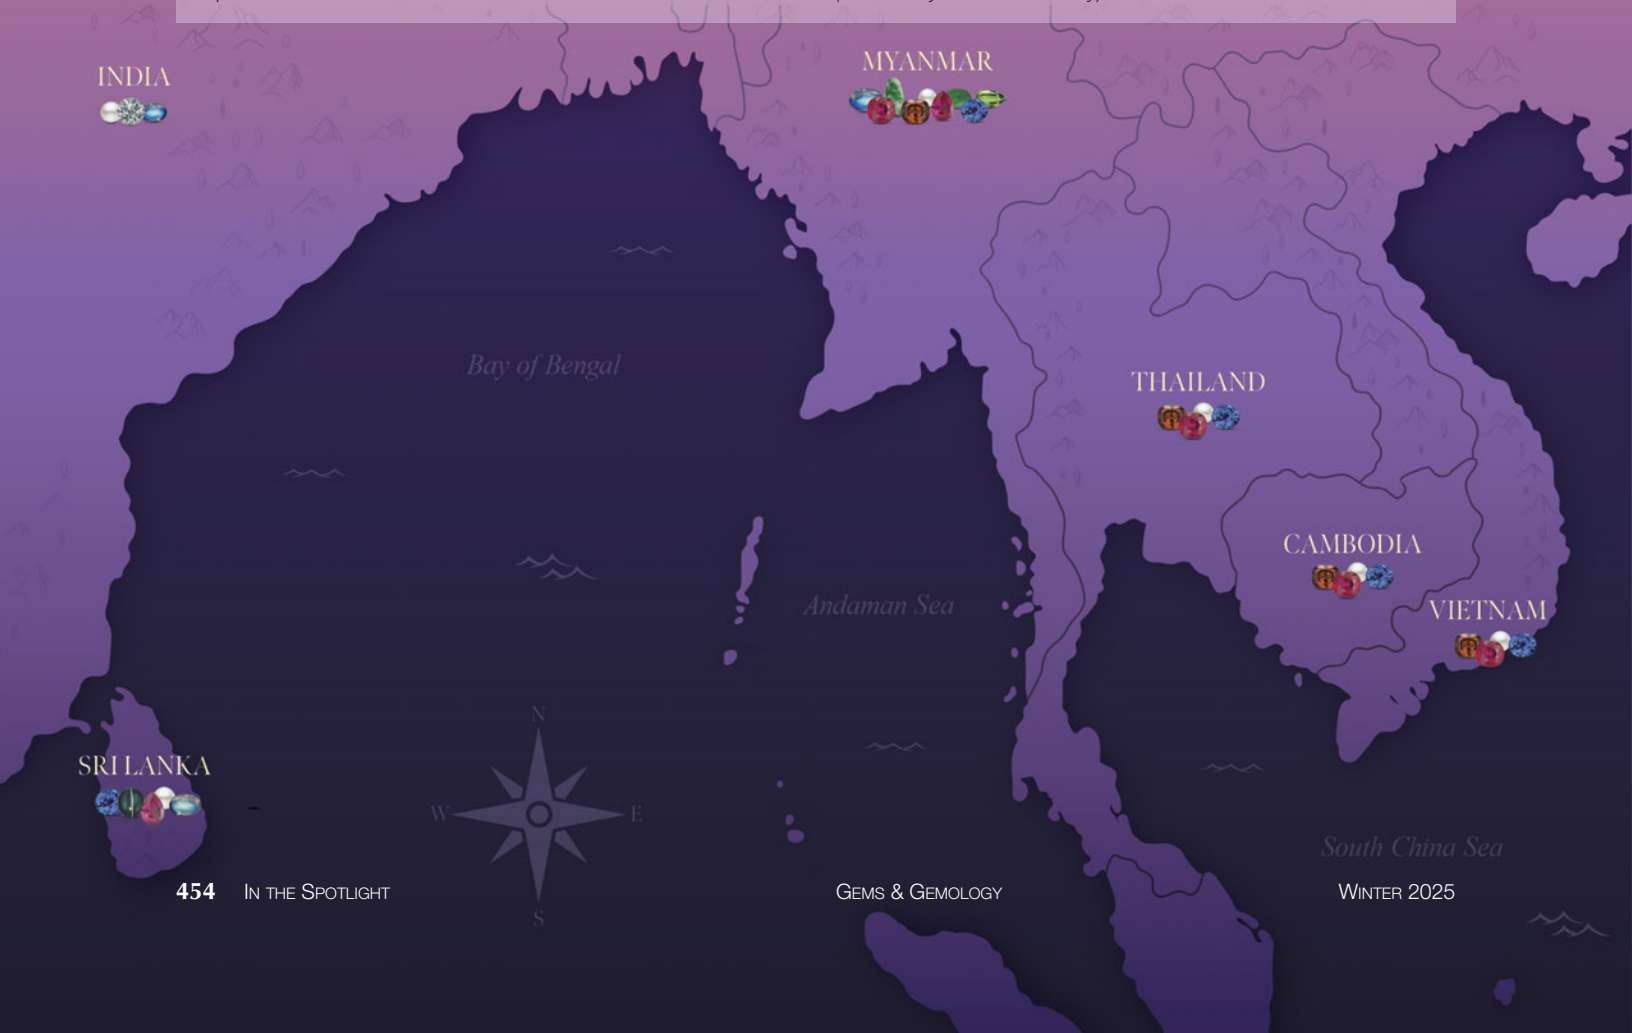 INDIA
MYANMAR
Bay of Bengal
THAILAND
CAMBODIA
Andaman Sea
VIETNAM
N
SRI LANKA
W
E
South China Sea
454 IN THE SPOTLIGHT GEMS & GEMOLOGY WINTER 2025
S